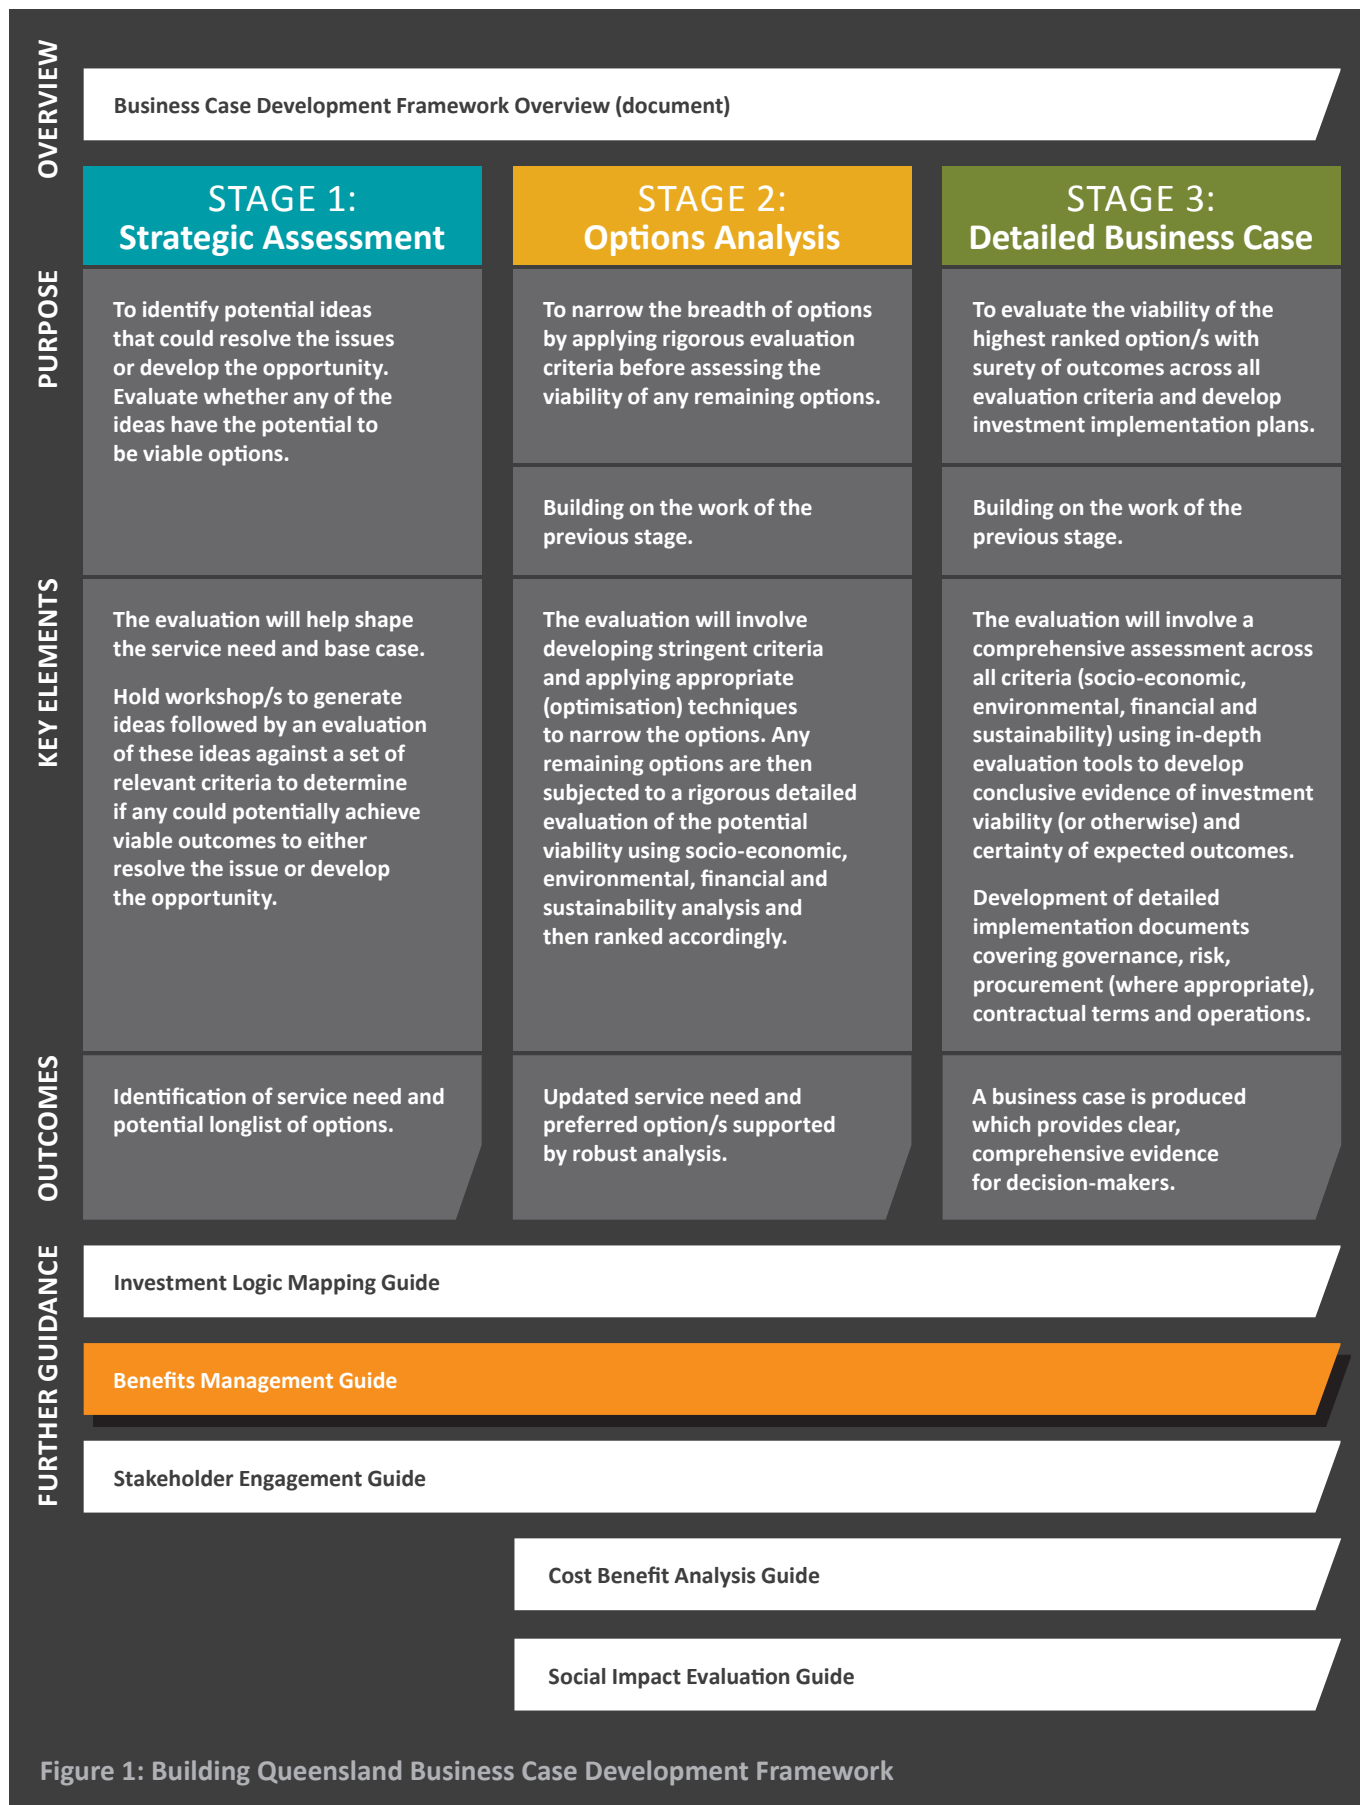 OVERVIEW
Business Case Development Framework Overview (document)
STAGE 1:
Strategic Assessment
STAGE 2:
Options Analysis
STAGE 3:
Detailed Business Case
PURPOSE
To identify potential ideas
that could resolve the issues
or develop the opportunity.
Evaluate whether any of the
ideas have the potential to
be viable options.
To narrow the breadth of options
by applying rigorous evaluation
criteria before assessing the
viability of any remaining options.
To evaluate the viability of the
highest ranked option/s with
surety of outcomes across all
evaluation criteria and develop
investment implementation plans.
Building on the work of the
previous stage.
Building on the work of the
previous stage.
KEY ELEMENTS
The evaluation will help shape
the service need and base case.
Hold workshop/s to generate
ideas followed by an evaluation
of these ideas against a set of
relevant criteria to determine
if any could potentially achieve
viable outcomes to either
resolve the issue or develop
the opportunity.
The evaluation will involve
developing stringent criteria
and applying appropriate
(optimisation) techniques
to narrow the options. Any
remaining options are then
subjected to a rigorous detailed
evaluation of the potential
viability using socio-economic,
environmental, financial and
sustainability analysis and
then ranked accordingly.
The evaluation will involve a
comprehensive assessment across
all criteria (socio-economic,
environmental, financial and
sustainability) using in-depth
evaluation tools to develop
conclusive evidence of investment
viability (or otherwise) and
certainty of expected outcomes.
Development of detailed
implementation documents
covering governance, risk,
procurement (where appropriate),
contractual terms and operations.
OUTCOMES
Identification of service need and
potential longlist of options.
Updated service need and
preferred option/s supported
by robust analysis.
A business case is produced
which provides clear,
comprehensive evidence
for decision-makers.
FURTHER GUIDANCE
Investment Logic Mapping Guide
Benefits Management Guide
Stakeholder Engagement Guide
Cost Benefit Analysis Guide
Social Impact Evaluation Guide
Figure 1: Building Queensland Business Case Development Framework